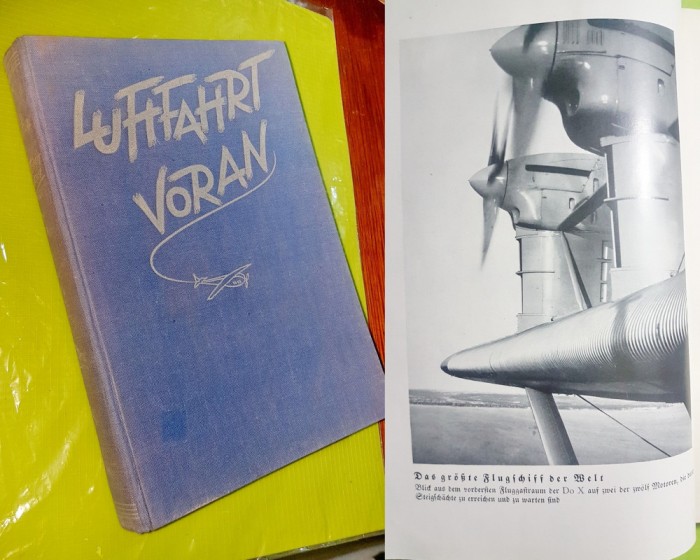 LUFTFAHRT
VORAN
Das größte Flugschiff der Welt
Blick aus dem vordersten Fluggastraum der Do X auf zwei der zwölf Motoren, die durch
Steigschächte zu erreichen und zu warten sind